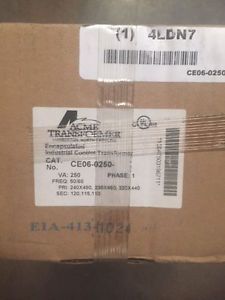 (1) 4LDN7
CE06-0250
ACME
TRANSFORMER
Encapsulated
Industrial Control Transformer
CAT. No. CE06-0250-
VA: 250 PHASE: 1
FREQ: 50/60
PRI: 240X480, 230X460, 220X440
SEC: 120,115,110
E1A-413-